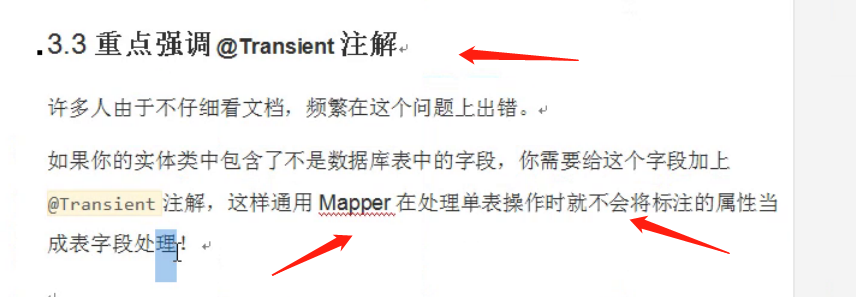 3.3 重点强调 @Transient 注解
许多人由于不仔细看文档，频繁在这个问题上出错。
如果你的实体类中包含了不是数据库表中的字段，你需要给这个字段加上
@Transient 注解，这样通用 Mapper 在处理单表操作时就不会将标注的属性当
成表字段处理！